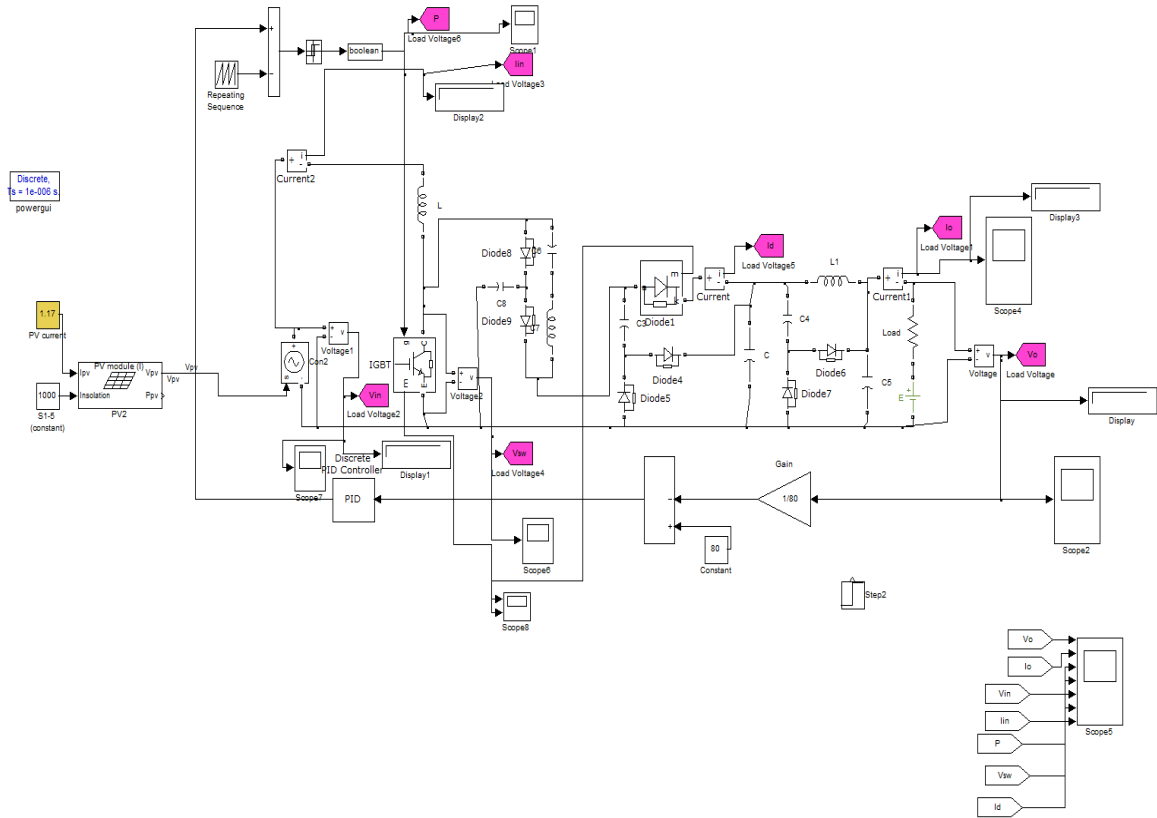 P
Load Voltage6
Scope1
boolean
Iin
Load Voltage3
Repeating
Sequence
Display2
Discrete,
Ts = 1e-006 s.
powergui
Current2
L
Diode8
C6
C8
Diode9
C7
Id
Load Voltage5
Current
m
k
a
C3
Diode1
Diode4
Diode5
C
L1
C4
Diode6
Diode7
C5
Io
Load Voltage1
Current1
Display3
Scope4
Load
E
Vo
Load Voltage
Voltage
Display
1.17
PV current
1000
S1-5
(constant)
PV module (I)
Ipv
Vpv
Insolation
Ppv
PV2
Vpv
Vpv
Con2
s
Voltage1
Vin
Load Voltage2
IGBT
g
C
E
E
Voltage2
Vsw
Load Voltage4
Display1
Scope7
Discrete
PID Controller
PID
Scope6
Scope8
Gain
1/80
80
Constant
Scope2
Step2
Vo
Io
Vin
Iin
P
Vsw
Id
Scope5